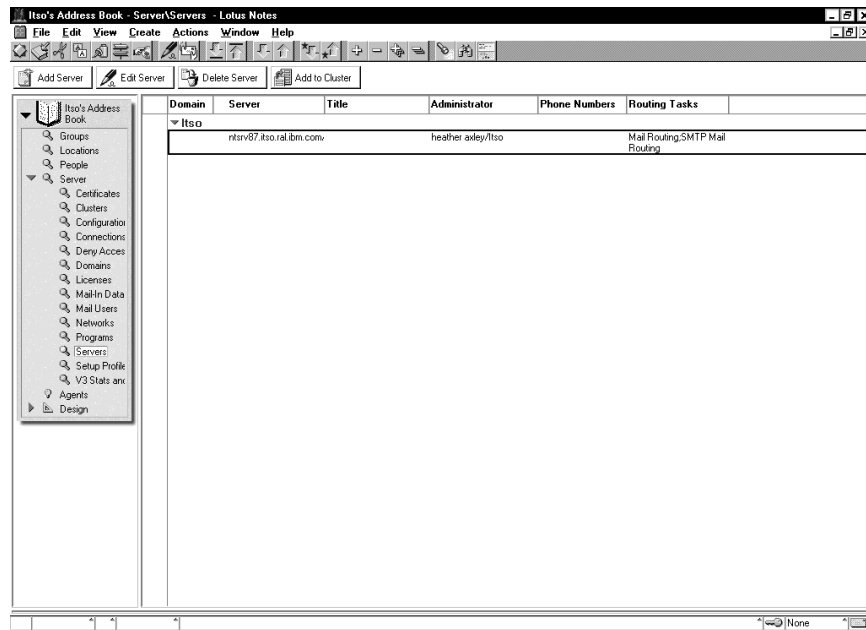 Itso's Address Book - Server\Servers - Lotus Notes
File Edit View Create Actions Window Help
Add Server Edit Server Delete Server Add to Cluster
Itso's Address
Book
Groups
Locations
People
Server
Certificates
Clusters
Configuration
Connections
Deny Acces
Domains
Licenses
Mail-In Data
Mail Users
Networks
Programs
Servers
Setup Profile
V3 Stats and
Agents
Design
Domain Server Title Administrator Phone Numbers Routing Tasks
Itso
ntsrv87.itso.ral.ibm.com/ heather axley/Itso Mail Routing;SMTP Mail
Routing
None